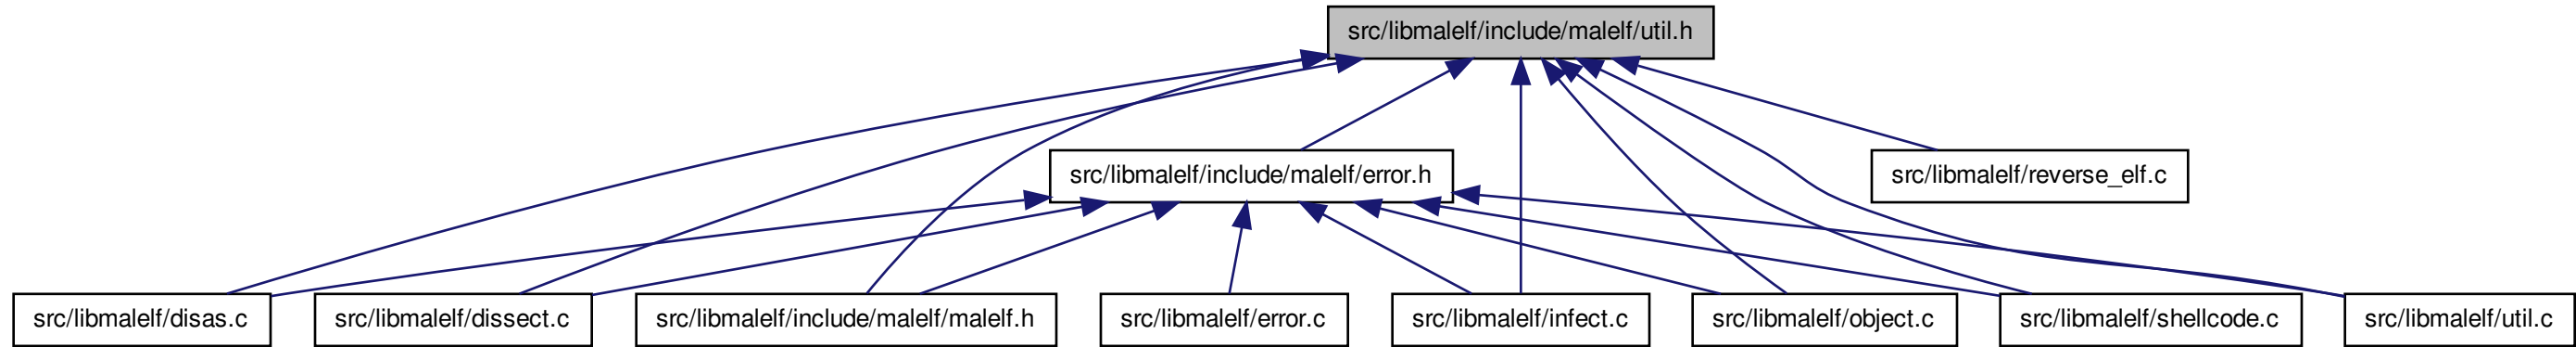 src/libmalelf/include/malelf/util.h
src/libmalelf/include/malelf/error.h
src/libmalelf/reverse_elf.c
src/libmalelf/disas.c
src/libmalelf/dissect.c
src/libmalelf/include/malelf/malelf.h
src/libmalelf/error.c
src/libmalelf/infect.c
src/libmalelf/object.c
src/libmalelf/shellcode.c
src/libmalelf/util.c